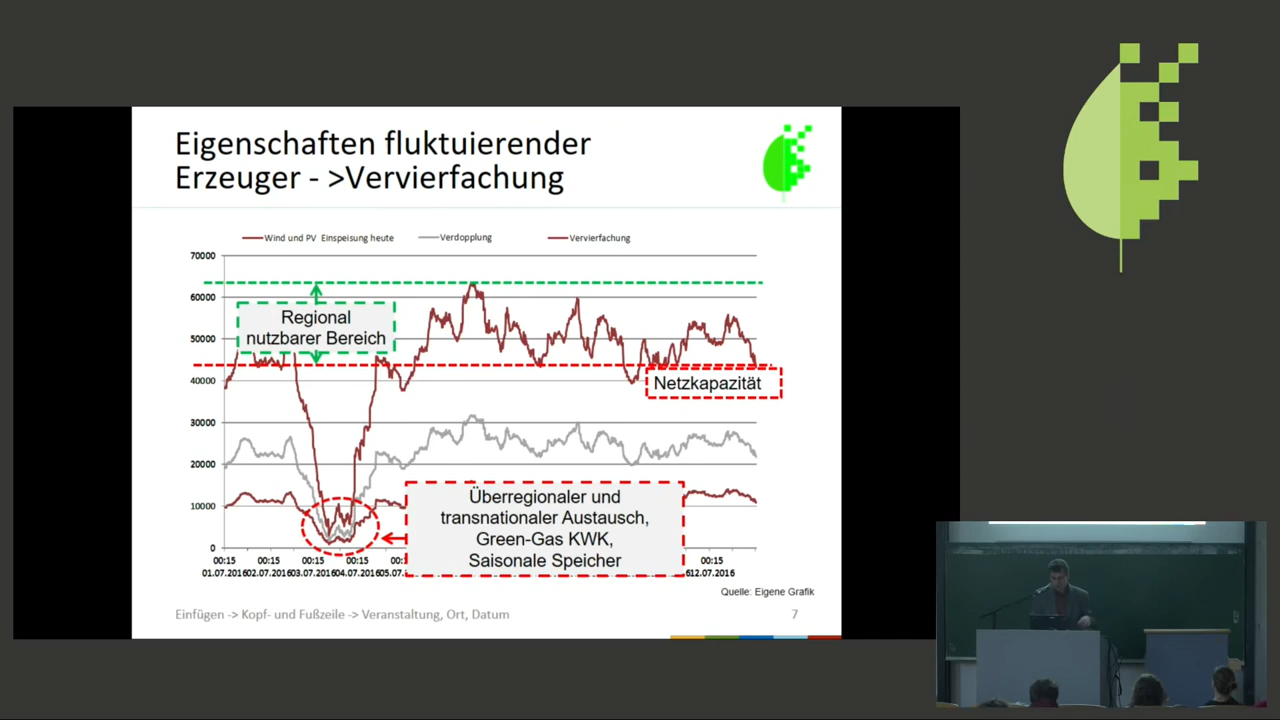 Eigenschaften fluktuierender
Erzeuger - >Vervierfachung
Wind und PV Einspeisung heute
Verdopplung
Vervierfachung
70000
60000
50000
40000
30000
20000
10000
0
Regional
nutzbarer Bereich
Netzkapazität
Überregionaler und
transnationaler Austausch,
Green-Gas KWK,
Saisonale Speicher
00:15 00:15 00:15 00:15 00:1 00:15
01.07.2016 02.07.2016 03.07.2016 04.07.2016 05.0 6 12.07.2016
Quelle: Eigene Grafik
Einfügen -> Kopf- und Fußzeile -> Veranstaltung, Ort, Datum
7